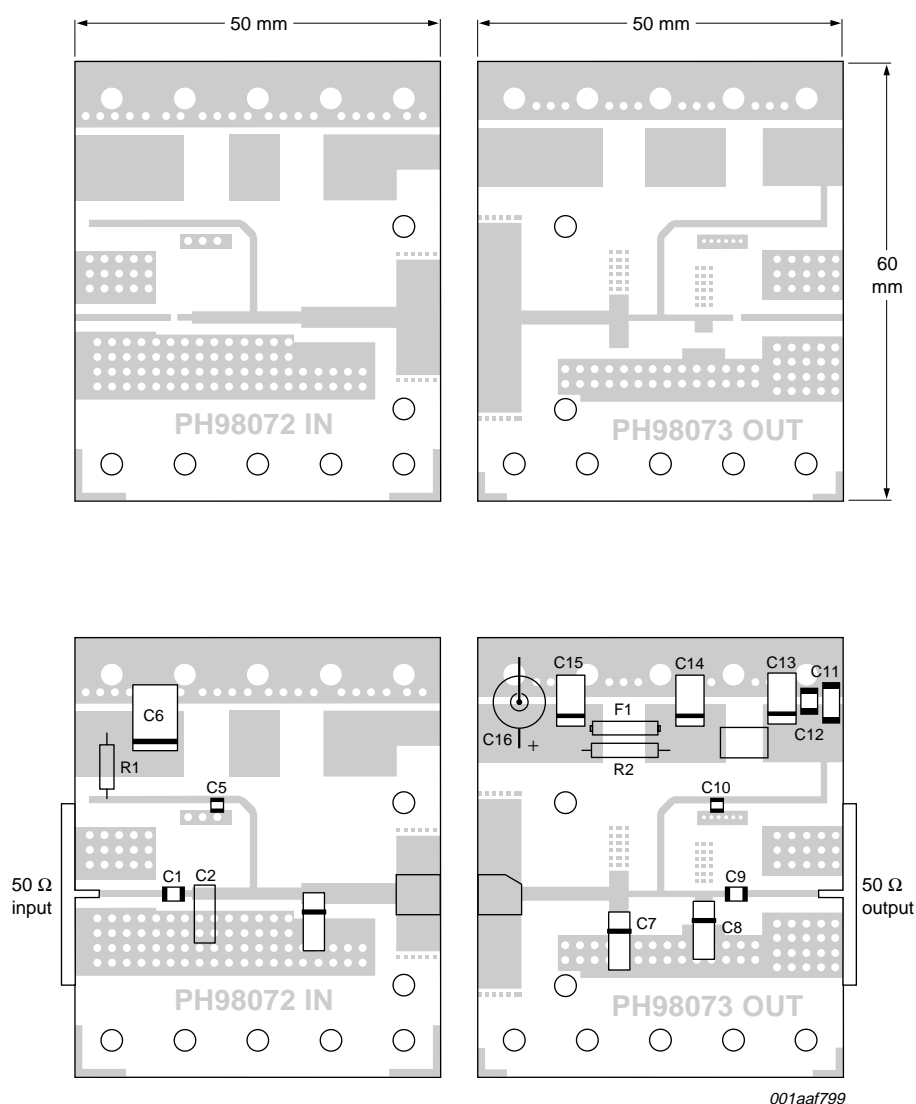 50 mm
50 mm
60
mm
PH98072 IN
PH98073 OUT
C6
R1
C5
C1
C2
50 Ω
input
PH98072 IN
C15
C14
C13
C11
F1
C16
+
C12
R2
C10
C9
50 Ω
output
C7
C8
PH98073 OUT
001aaf799